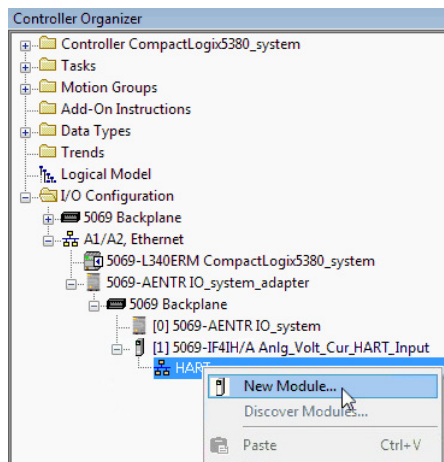 Controller Organizer
Controller CompactLogix5380_system
Tasks
Motion Groups
Add-On Instructions
Data Types
Trends
Logical Model
I/O Configuration
5069 Backplane
A1/A2, Ethernet
5069-L340ERM CompactLogix5380_system
5069-AENTR IO_system_adapter
5069 Backplane
[0] 5069-AENTR IO_system
[1] 5069-IF4IH/A Anlg_Volt_Cur_HART_Input
HART
New Module...
Discover Modules...
Paste Ctrl+V